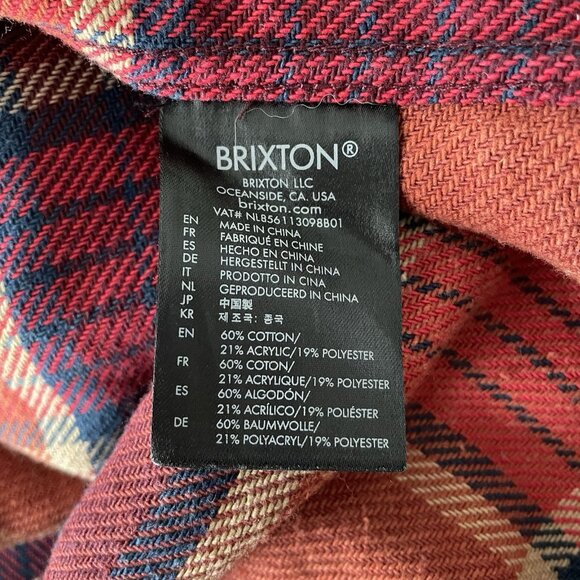 BRIXTON®
BRIXTON LLC
OCEANSIDE, CA. USA
brixton.com
VAT# NL856113098B01
EN MADE IN CHINA
FR FABRIQUÉ EN CHINE
ES HECHO EN CHINA
DE HERGESTELLT IN CHINA
IT PRODOTTO IN CINA
NL GEPRODUCEERD IN CHINA
JP 中国製
KR 제조국: 중국
EN 60% COTTON/
21% ACRYLIC/19% POLYESTER
FR 60% COTON/
21% ACRYLIQUE/19% POLYESTER
ES 60% ALGODÓN/
21% ACRÍLICO/19% POLIÉSTER
DE 60% BAUMWOLLE/
21% POLYACRYL/19% POLYESTER